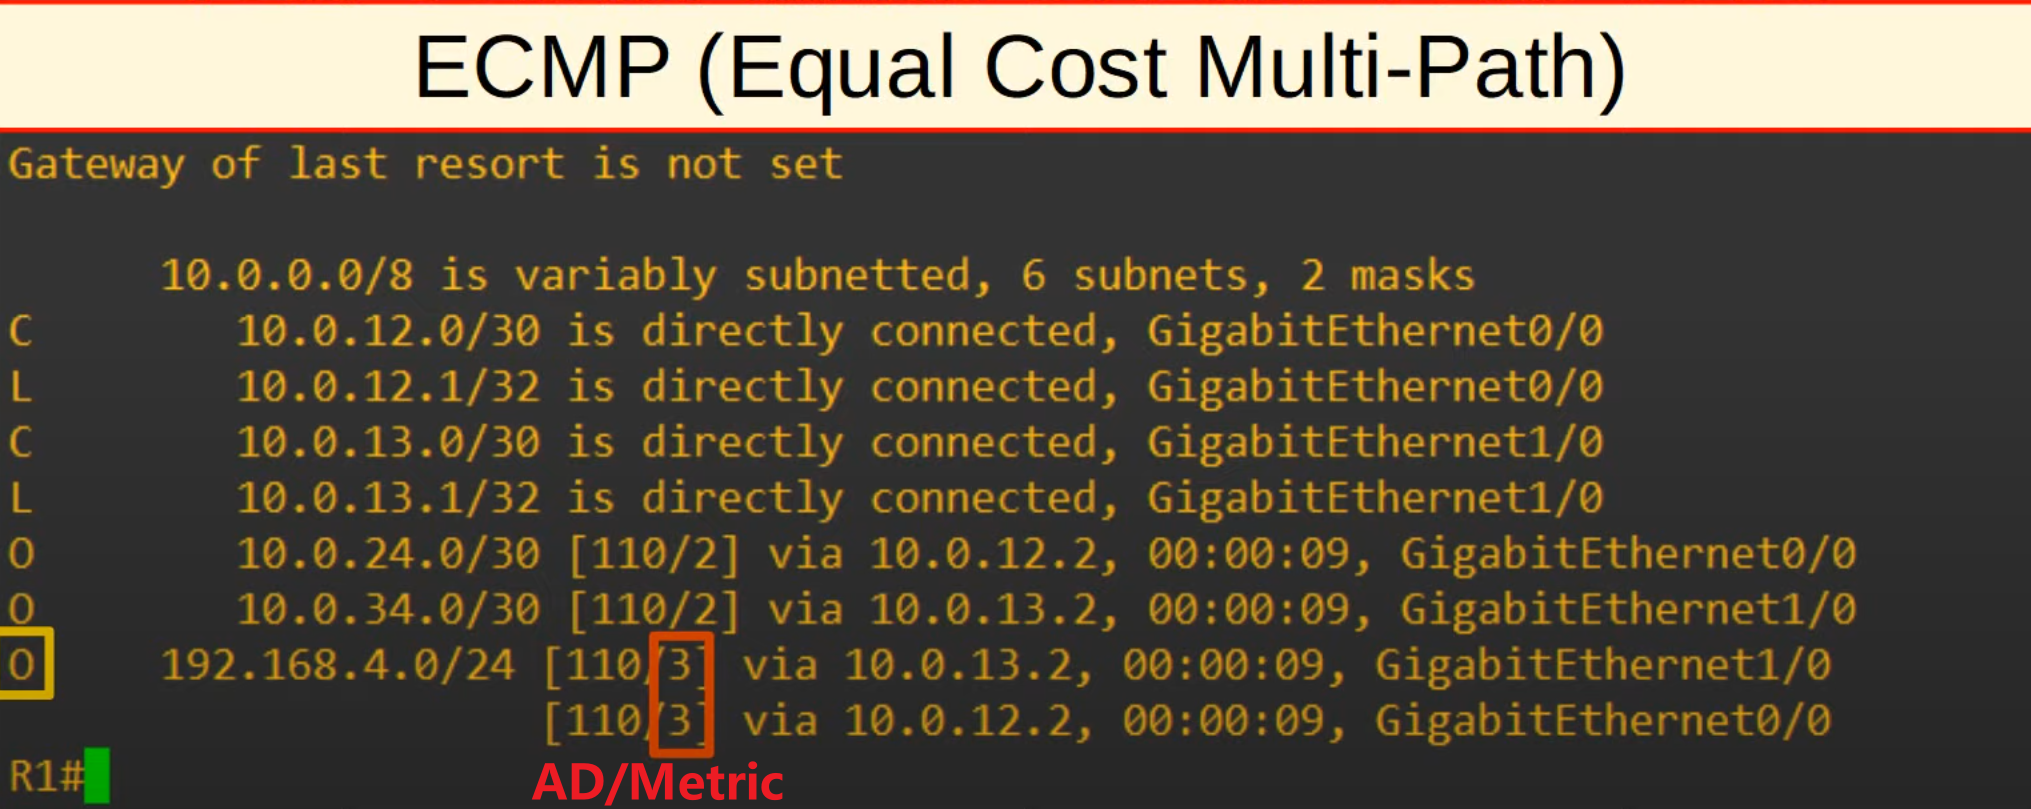 ECMP (Equal Cost Multi-Path)
Gateway of last resort is not set
10.0.0.0/8 is variably subnetted, 6 subnets, 2 masks
C 10.0.12.0/30 is directly connected, GigabitEthernet0/0
L 10.0.12.1/32 is directly connected, GigabitEthernet0/0
C 10.0.13.0/30 is directly connected, GigabitEthernet1/0
L 10.0.13.1/32 is directly connected, GigabitEthernet1/0
O 10.0.24.0/30 [110/2] via 10.0.12.2, 00:00:09, GigabitEthernet0/0
O 10.0.34.0/30 [110/2] via 10.0.13.2, 00:00:09, GigabitEthernet1/0
O 192.168.4.0/24 [110/3] via 10.0.13.2, 00:00:09, GigabitEthernet1/0
[110/3] via 10.0.12.2, 00:00:09, GigabitEthernet0/0
R1#
AD/Metric